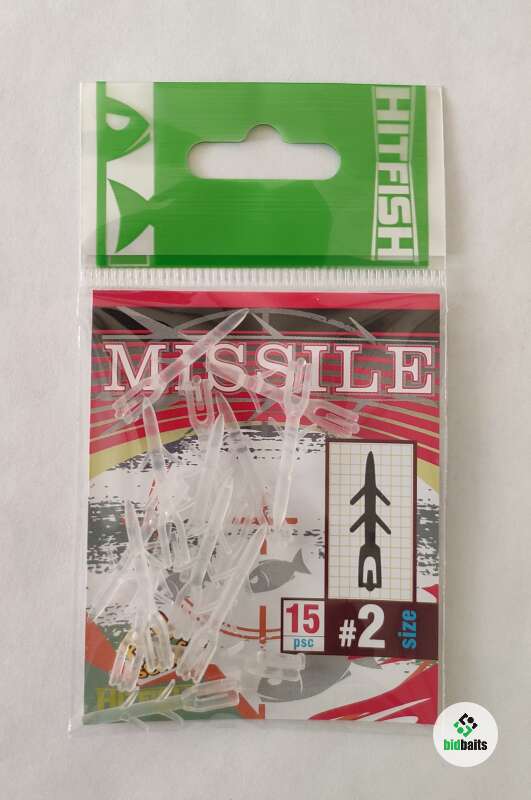 HITFISH
MISSILE
15
psc
#2
size
bidbaits